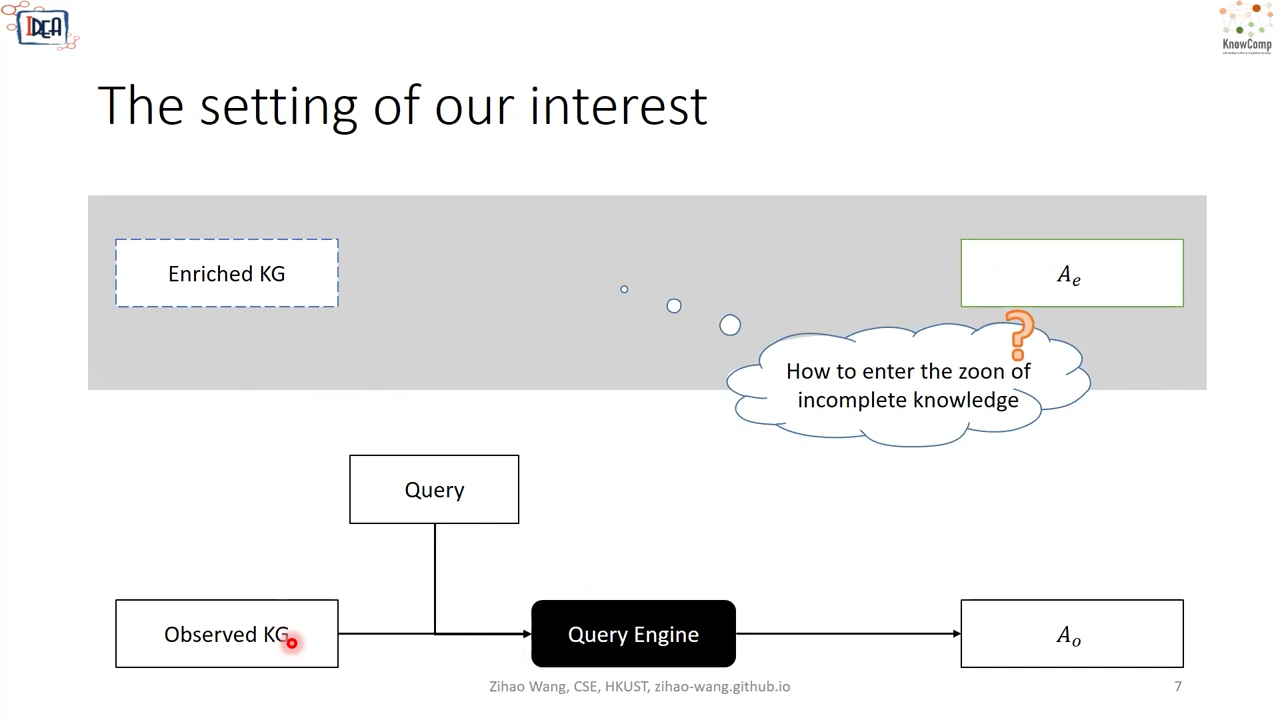 IDEA
KnowComp
The setting of our interest
Enriched KG
A_e
?
How to enter the zoon of
incomplete knowledge
Query
Observed KG
Query Engine
A_o
Zihao Wang, CSE, HKUST, zihao-wang.github.io
7